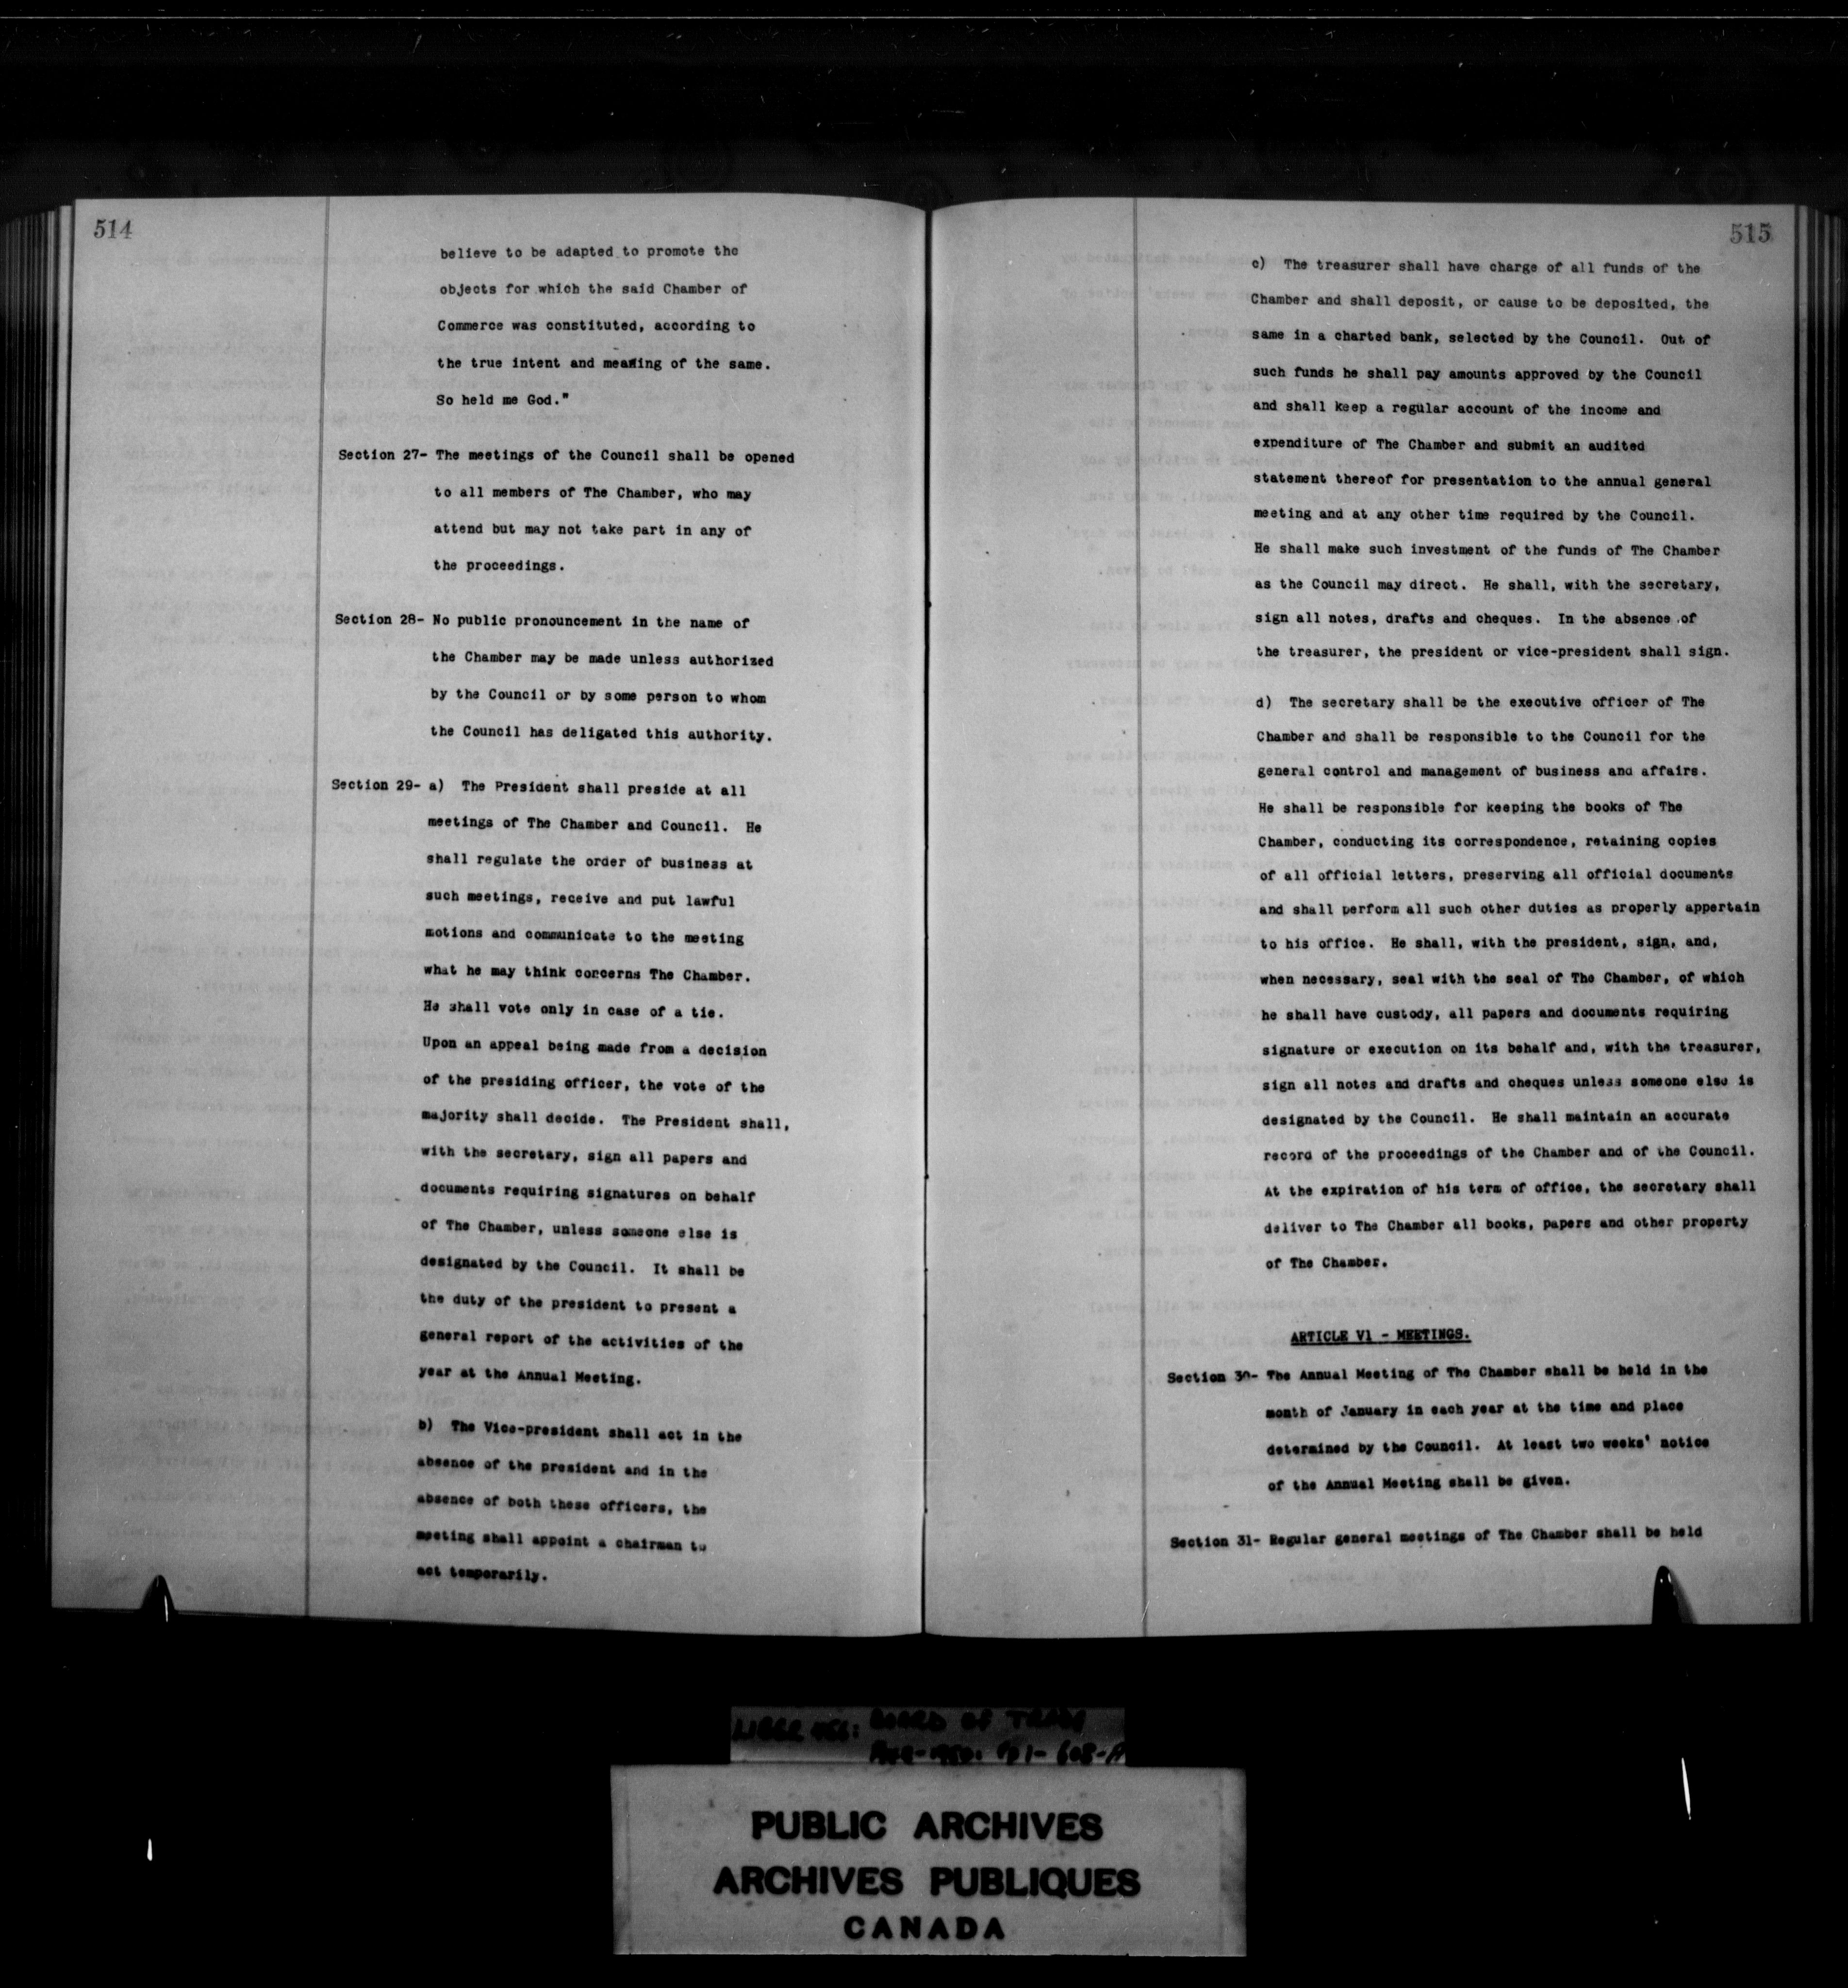 514
believe to be adapted to promote the
objects for which the said Chamber of
Commerce was constituted, according to
the true intent and meaning of the same.
So held me God."
Section 27- The meetings of the Council shall be opened
to all members of The Chamber, who may
attend but may not take part in any of
the proceedings.
Section 28- No public pronouncement in the name of
the Chamber may be made unless authorized
by the Council or by some person to whom
the Council has deligated this authority.
Section 29- a) The President shall preside at all
meetings of The Chamber and Council. He
shall regulate the order of business at
such meetings, receive and put lawful
motions and communicate to the meeting
what he may think concerns The Chamber.
He shall vote only in case of a tie.
Upon an appeal being made from a decision
of the presiding officer, the vote of the
majority shall decide. The President shall,
with the secretary, sign all papers and
documents requiring signatures on behalf
of The Chamber, unless someone else is
designated by the Council. It shall be
the duty of the president to present a
general report of the activities of the
year at the Annual Meeting.
b) The Vice-president shall act in the
absence of the president and in the
absence of both these officers, the
meeting shall appoint a chairman to
act temporarily.
515
c) The treasurer shall have charge of all funds of the
Chamber and shall deposit, or cause to be deposited, the
same in a charted bank, selected by the Council. Out of
such funds he shall pay amounts approved by the Council
and shall keep a regular account of the income and
expenditure of The Chamber and submit an audited
statement thereof for presentation to the annual general
meeting and at any other time required by the Council.
He shall make such investment of the funds of The Chamber
as the Council may direct. He shall, with the secretary,
sign all notes, drafts and cheques. In the absence of
the treasurer, the president or vice-president shall sign.
d) The secretary shall be the executive officer of The
Chamber and shall be responsible to the Council for the
general control and management of business and affairs.
He shall be responsible for keeping the books of The
Chamber, conducting its correspondence, retaining copies
of all official letters, preserving all official documents
and shall perform all such other duties as properly appertain
to his office. He shall, with the president, sign, and,
when necessary, seal with the seal of The Chamber, of which
he shall have custody, all papers and documents requiring
signature or execution on its behalf and, with the treasurer,
sign all notes and drafts and cheques unless someone else is
designated by the Council. He shall maintain an accurate
record of the proceedings of the Chamber and of the Council.
At the expiration of his term of office, the secretary shall
deliver to The Chamber all books, papers and other property
of The Chamber.
ARTICLE V1 - MEETINGS.
Section 30- The Annual Meeting of The Chamber shall be held in the
month of January in each year at the time and place
determined by the Council. At least two weeks' notice
of the Annual Meeting shall be given.
Section 31- Regular general meetings of The Chamber shall be held
BOARD OF
PUBLIC ARCHIVES
ARCHIVES PUBLIQUES
CANADA